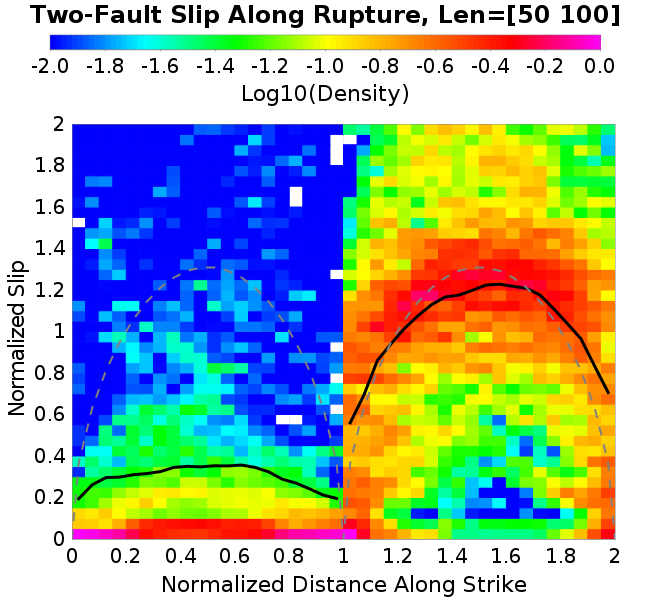 Two-Fault Slip Along Rupture, Len=[50 100]
-2.0 -1.8 -1.6 -1.4 -1.2 -1.0 -0.8 -0.6 -0.4 -0.2 0.0
Log10(Density)
2
1.8
1.6
1.4
1.2
1
0.8
0.6
0.4
0.2
0
Normalized Slip
0 0.2 0.4 0.6 0.8 1 1.2 1.4 1.6 1.8 2
Normalized Distance Along Strike